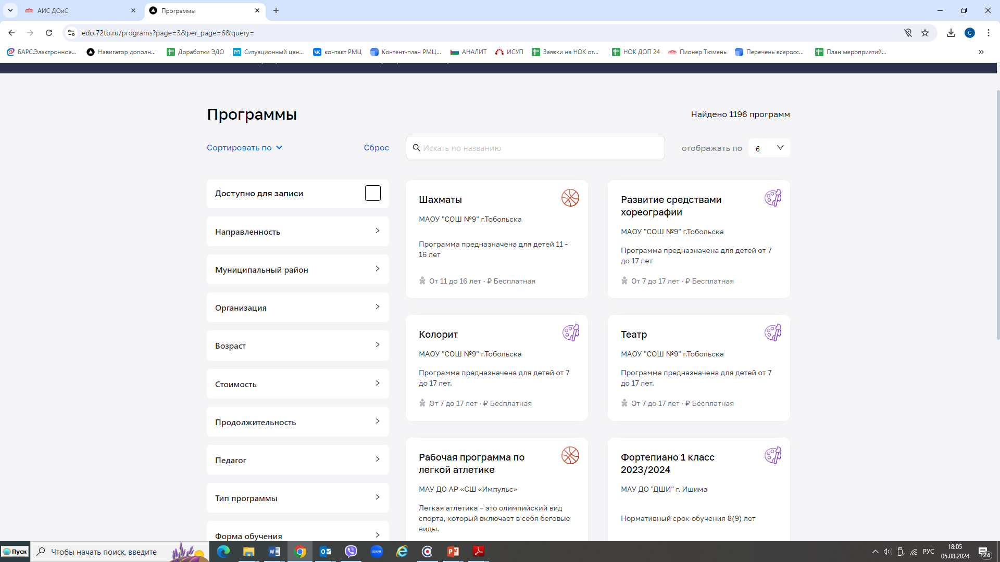 АИС ДОиС
Программы
edo.72to.ru/programs?page=3&per_page=6&query=
С
БАРС.Электронное...
Навигатор дополн...
Доработки ЭДО
Ситуационный цен...
контакт РМЦ
Контент-план РМЦ...
АНАЛИТ
ИСУП
Заявки на НОК от...
НОК ДОП 24
Пионер Тюмень
Перечень всеросс...
План мероприятий...
Программы
Найдено 1196 программ
Сортировать по
Сброс
Искать по названию
отображать по
6
Доступно для записи
Направленность
Муниципальный район
Организация
Возраст
Стоимость
Продолжительность
Педагог
Тип программы
Форма обучения
Шахматы
МАОУ "СОШ №9" г.Тобольска
Программа предназначена для детей 11 -
16 лет
От 11 до 16 лет · ₽ Бесплатная
Развитие средствами
хореографии
МАОУ "СОШ №9" г.Тобольска
Программа предназначена для детей от 7
до 17 лет
От 7 до 17 лет · ₽ Бесплатная
Колорит
МАОУ "СОШ №9" г.Тобольска
Программа предназначена для детей от 7
до 17 лет.
От 7 до 17 лет · ₽ Бесплатная
Театр
МАОУ "СОШ №9" г.Тобольска
Программа предназначена для детей от 7
до 17 лет.
От 7 до 17 лет · ₽ Бесплатная
Рабочая программа по
легкой атлетике
МАУ ДО АР «СШ «Импульс»
Легкая атлетика – это олимпийский вид
спорта, который включает в себя беговые
виды.
Фортепиано 1 класс
2023/2024
МАУ ДО "ДШИ" г. Ишима
Нормативный срок обучения 8(9) лет
Пуск
Чтобы начать поиск, введите
zoom
РУС
18:05
05.08.2024
24